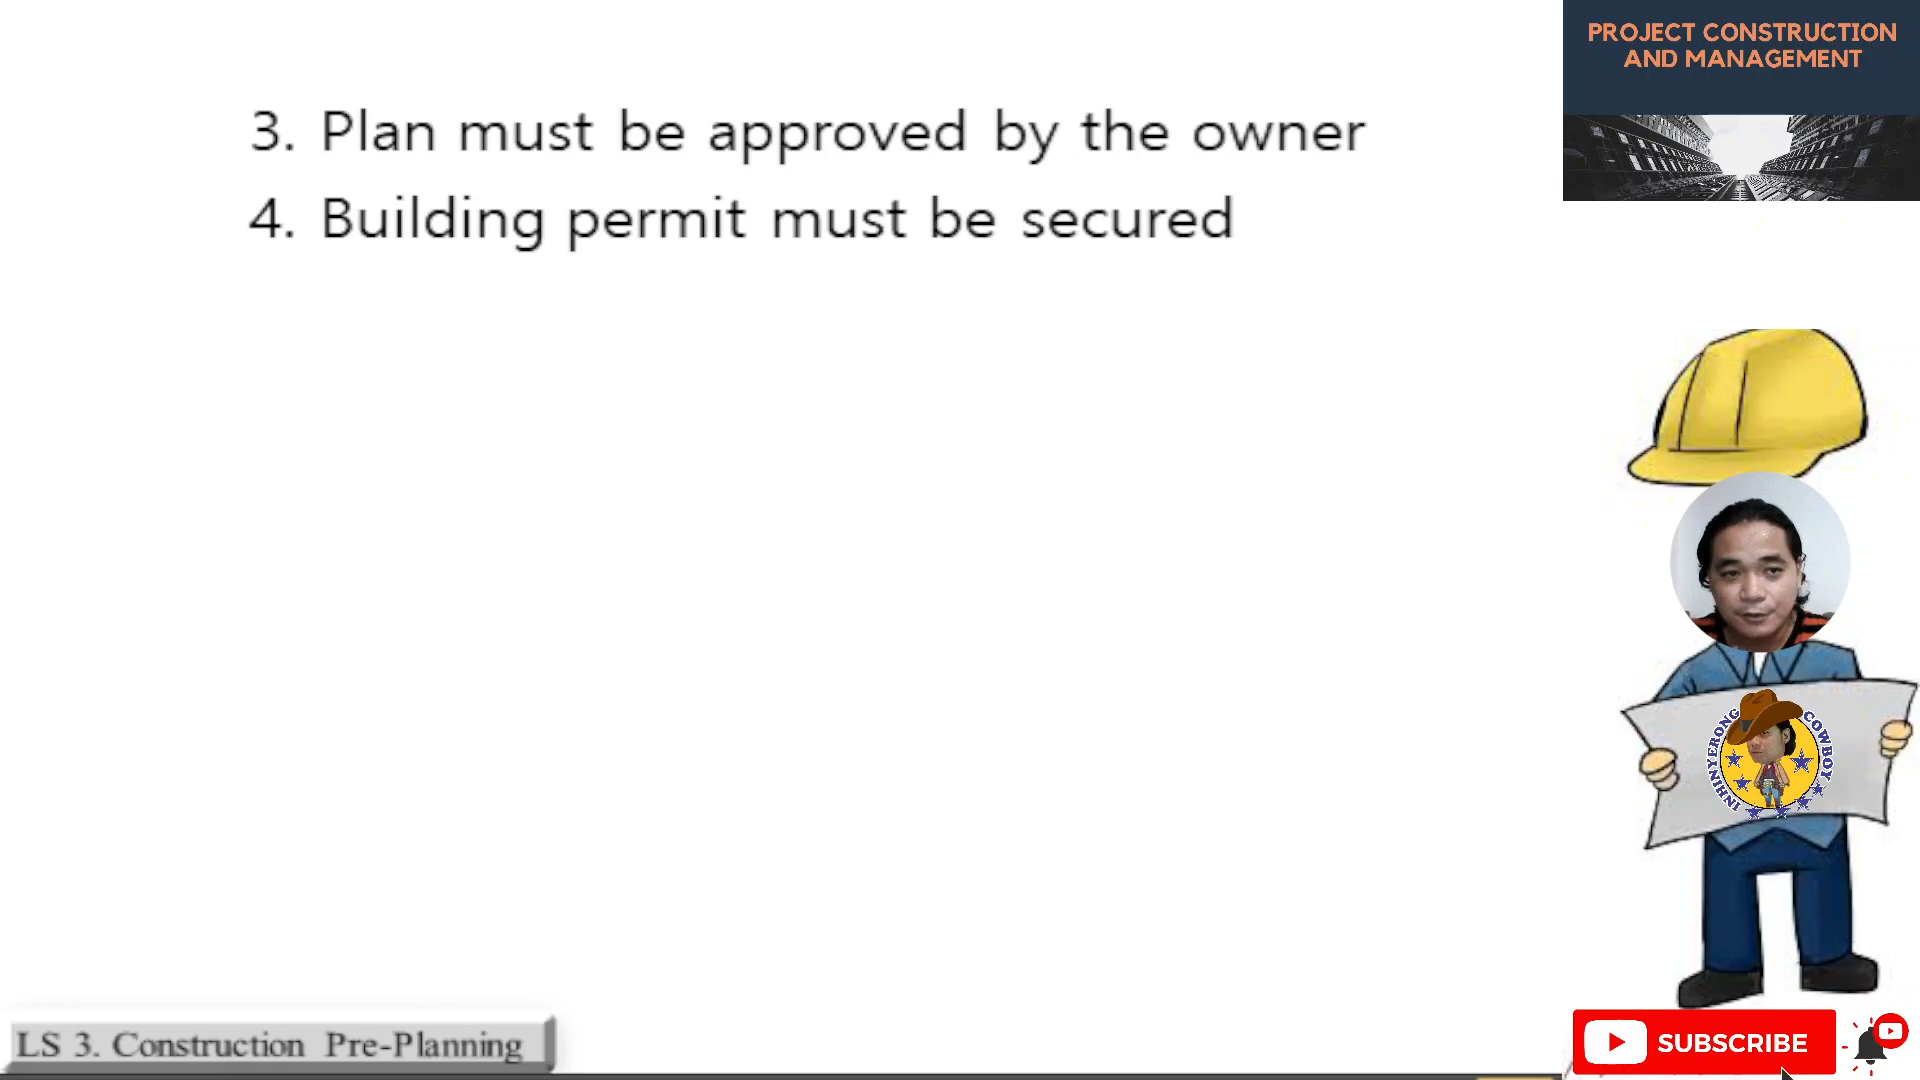 PROJECT CONSTRUCTION
AND MANAGEMENT
3. Plan must be approved by the owner
4. Building permit must be secured
INHINYERONG COWBOY
LS 3. Construction Pre-Planning
SUBSCRIBE